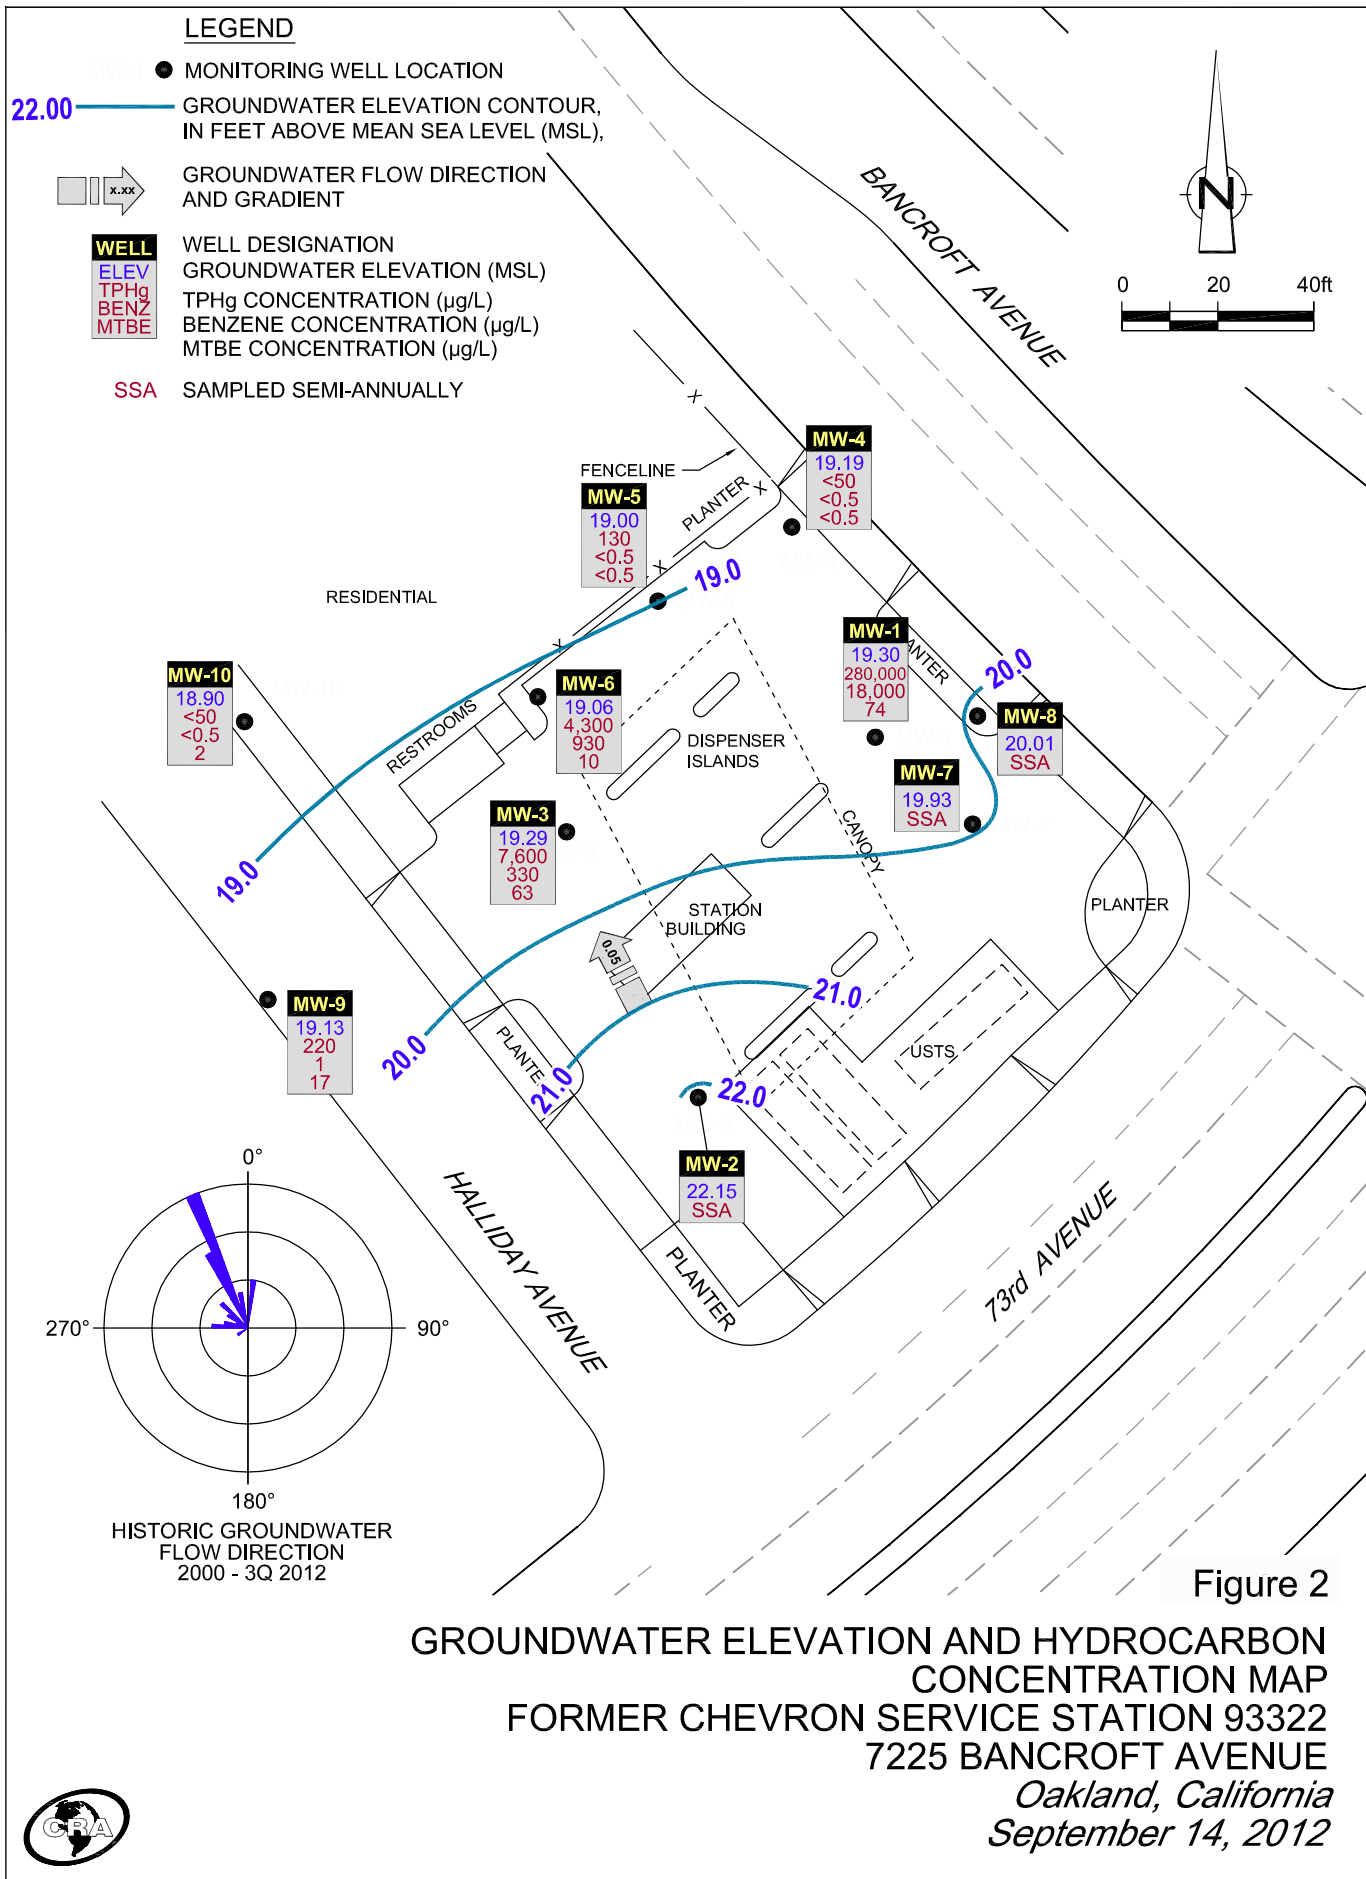 LEGEND
MONITORING WELL LOCATION
22.00
GROUNDWATER ELEVATION CONTOUR,
IN FEET ABOVE MEAN SEA LEVEL (MSL),
x.xx
GROUNDWATER FLOW DIRECTION
AND GRADIENT
WELL
ELEV
TPHg
BENZ
MTBE
WELL DESIGNATION
GROUNDWATER ELEVATION (MSL)
TPHg CONCENTRATION (µg/L)
BENZENE CONCENTRATION (µg/L)
MTBE CONCENTRATION (µg/L)
SSA
SAMPLED SEMI-ANNUALLY
BANCROFT AVENUE
N
0 20 40ft
X
FENCELINE
PLANTER
X
X
X
MW-4
19.19
<50
<0.5
<0.5
MW-5
19.00
130
<0.5
<0.5
19.0
RESIDENTIAL
MW-1
19.30
280,000
18,000
74
ANTER
20.0
MW-10
18.90
<50
<0.5
2
MW-6
19.06
4,300
930
10
RESTROOMS
DISPENSER
ISLANDS
MW-8
20.01
SSA
MW-7
19.93
SSA
MW-3
19.29
7,600
330
63
CANOPY
19.0
STATION
BUILDING
PLANTER
0.05
MW-9
19.13
220
1
17
20.0
PLANTE
21.0
21.0
USTS
22.0
MW-2
22.15
SSA
HALLIDAY AVENUE
PLANTER
73rd AVENUE
0°
270°
90°
180°
HISTORIC GROUNDWATER
FLOW DIRECTION
2000 - 3Q 2012
Figure 2
GROUNDWATER ELEVATION AND HYDROCARBON
CONCENTRATION MAP
FORMER CHEVRON SERVICE STATION 93322
7225 BANCROFT AVENUE
Oakland, California
September 14, 2012
CRA